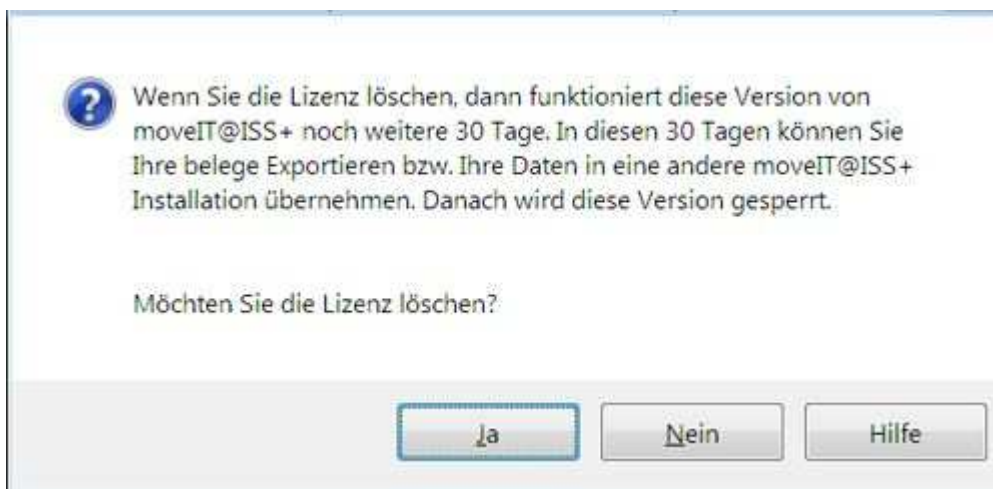 Wenn Sie die Lizenz löschen, dann funktioniert diese Version von
moveIT@ISS+ noch weitere 30 Tage. In diesen 30 Tagen können Sie
Ihre belege Exportieren bzw. Ihre Daten in eine andere moveIT@ISS+
Installation übernehmen. Danach wird diese Version gesperrt.
Möchten Sie die Lizenz löschen?
Ja Nein Hilfe